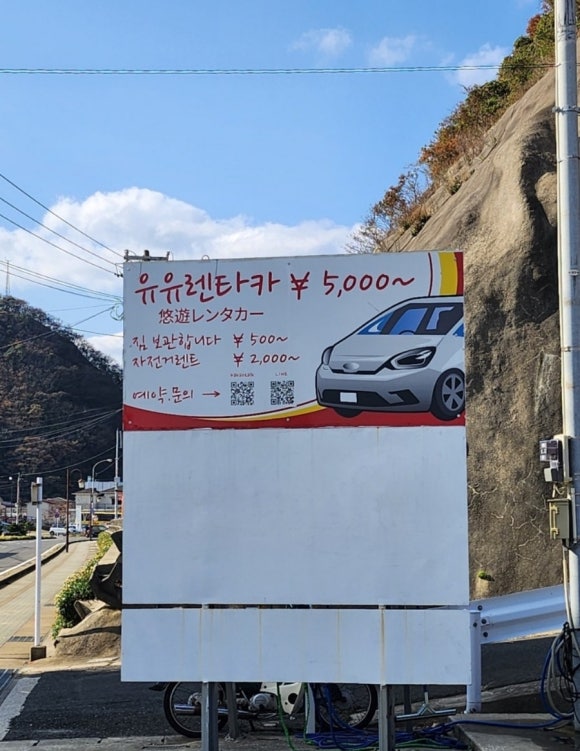 유유렌타카 ¥ 5,000~
悠遊レンタカー
짐 보관합니다 ¥ 500~
자전거렌트 ¥ 2,000~
LINE
예약.문의 →